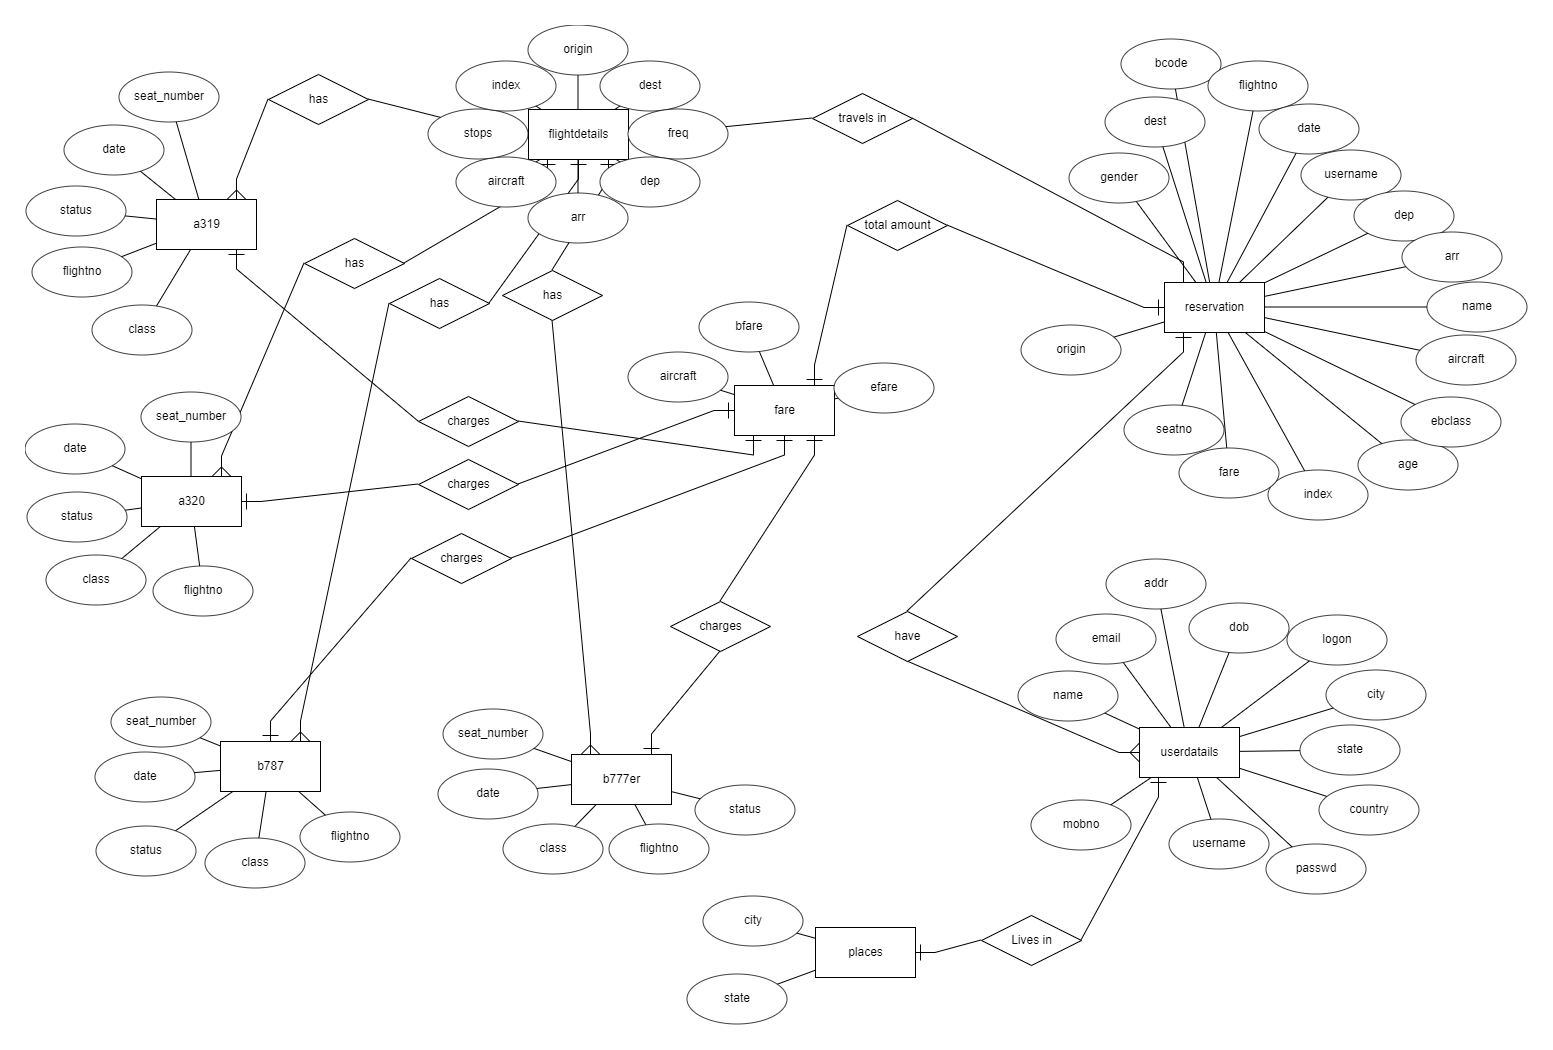 origin
index
dest
stops
flightdetails
freq
aircraft
dep
arr
has
seat_number
date
status
a319
flightno
class
has
has
has
travels in
total amount
bcode
flightno
dest
date
gender
username
dep
arr
name
reservation
origin
aircraft
ebclass
age
index
fare
seatno
bfare
aircraft
efare
fare
charges
charges
charges
charges
seat_number
date
a320
status
class
flightno
seat_number
b787
date
status
class
flightno
seat_number
b777er
date
status
class
flightno
have
addr
email
dob
logon
name
city
userdatails
state
country
mobno
username
passwd
city
places
state
Lives in